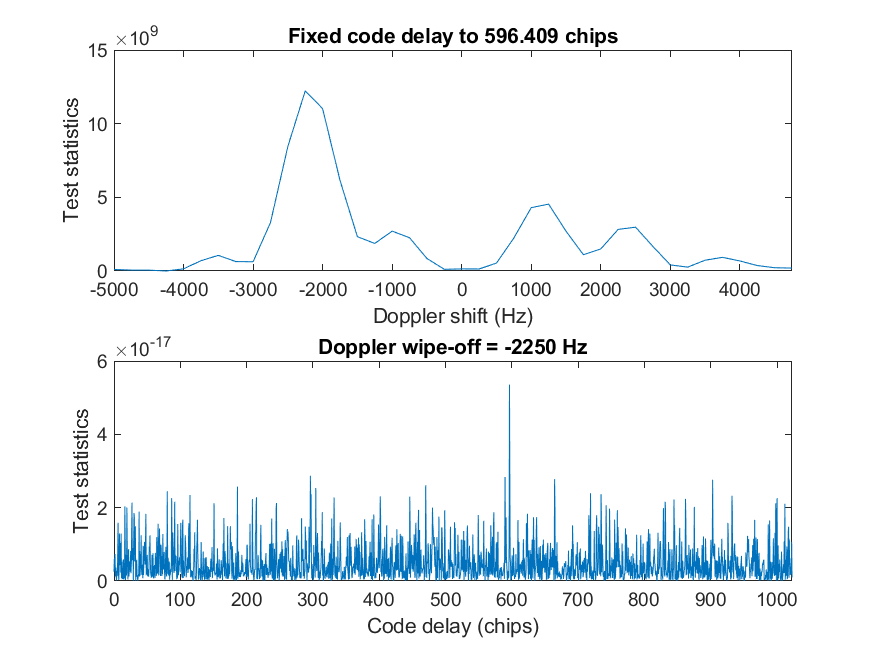 Fixed code delay to 596.409 chips
×10^9
15
10
5
0
Test statistics
-5000 -4000 -3000 -2000 -1000 0 1000 2000 3000 4000
Doppler shift (Hz)
Doppler wipe-off = -2250 Hz
×10^-17
6
4
2
0
Test statistics
0 100 200 300 400 500 600 700 800 900 1000
Code delay (chips)